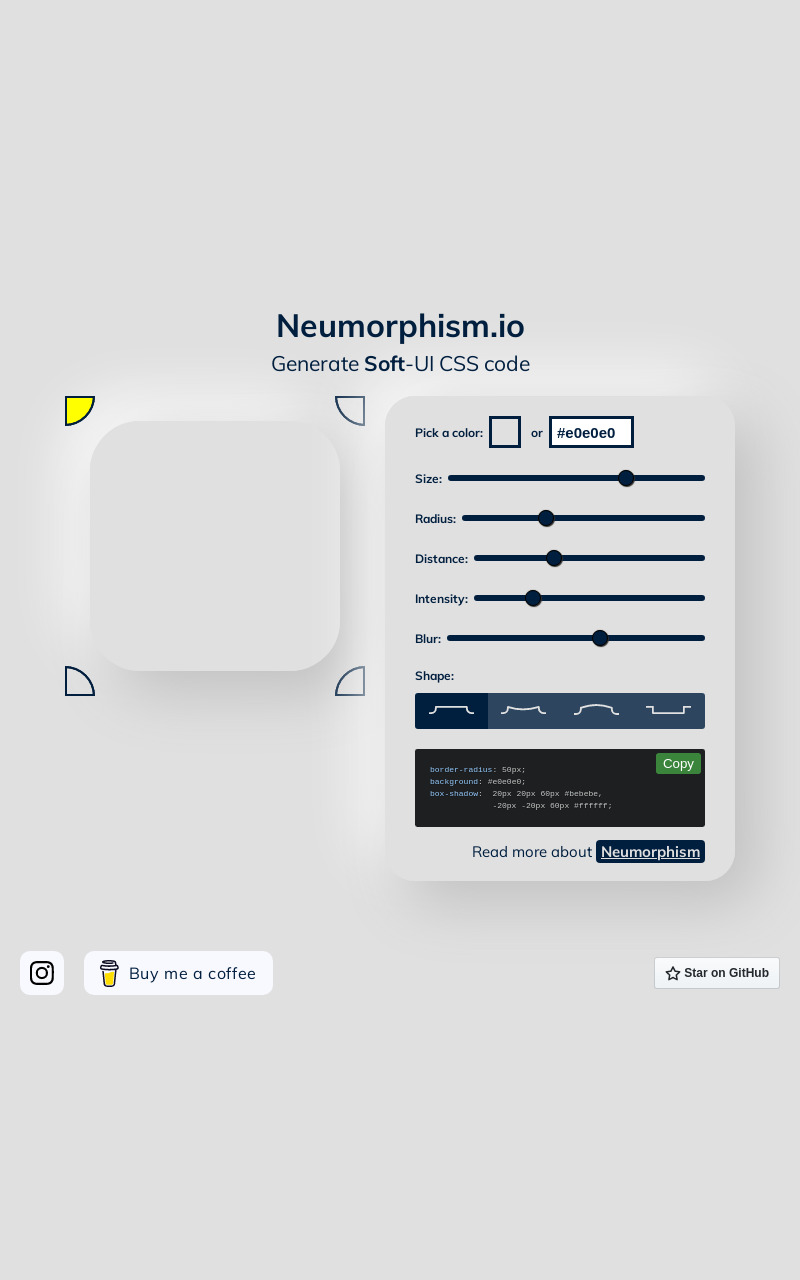 Neumorphism.io
Generate Soft-UI CSS code
Pick a color: or #e0e0e0
Size:
Radius:
Distance:
Intensity:
Blur:
Shape:
Copy
border-radius: 50px;
background: #e0e0e0;
box-shadow:  20px 20px 60px #bebebe,
             -20px -20px 60px #ffffff;
Read more about Neumorphism
Buy me a coffee
Star on GitHub